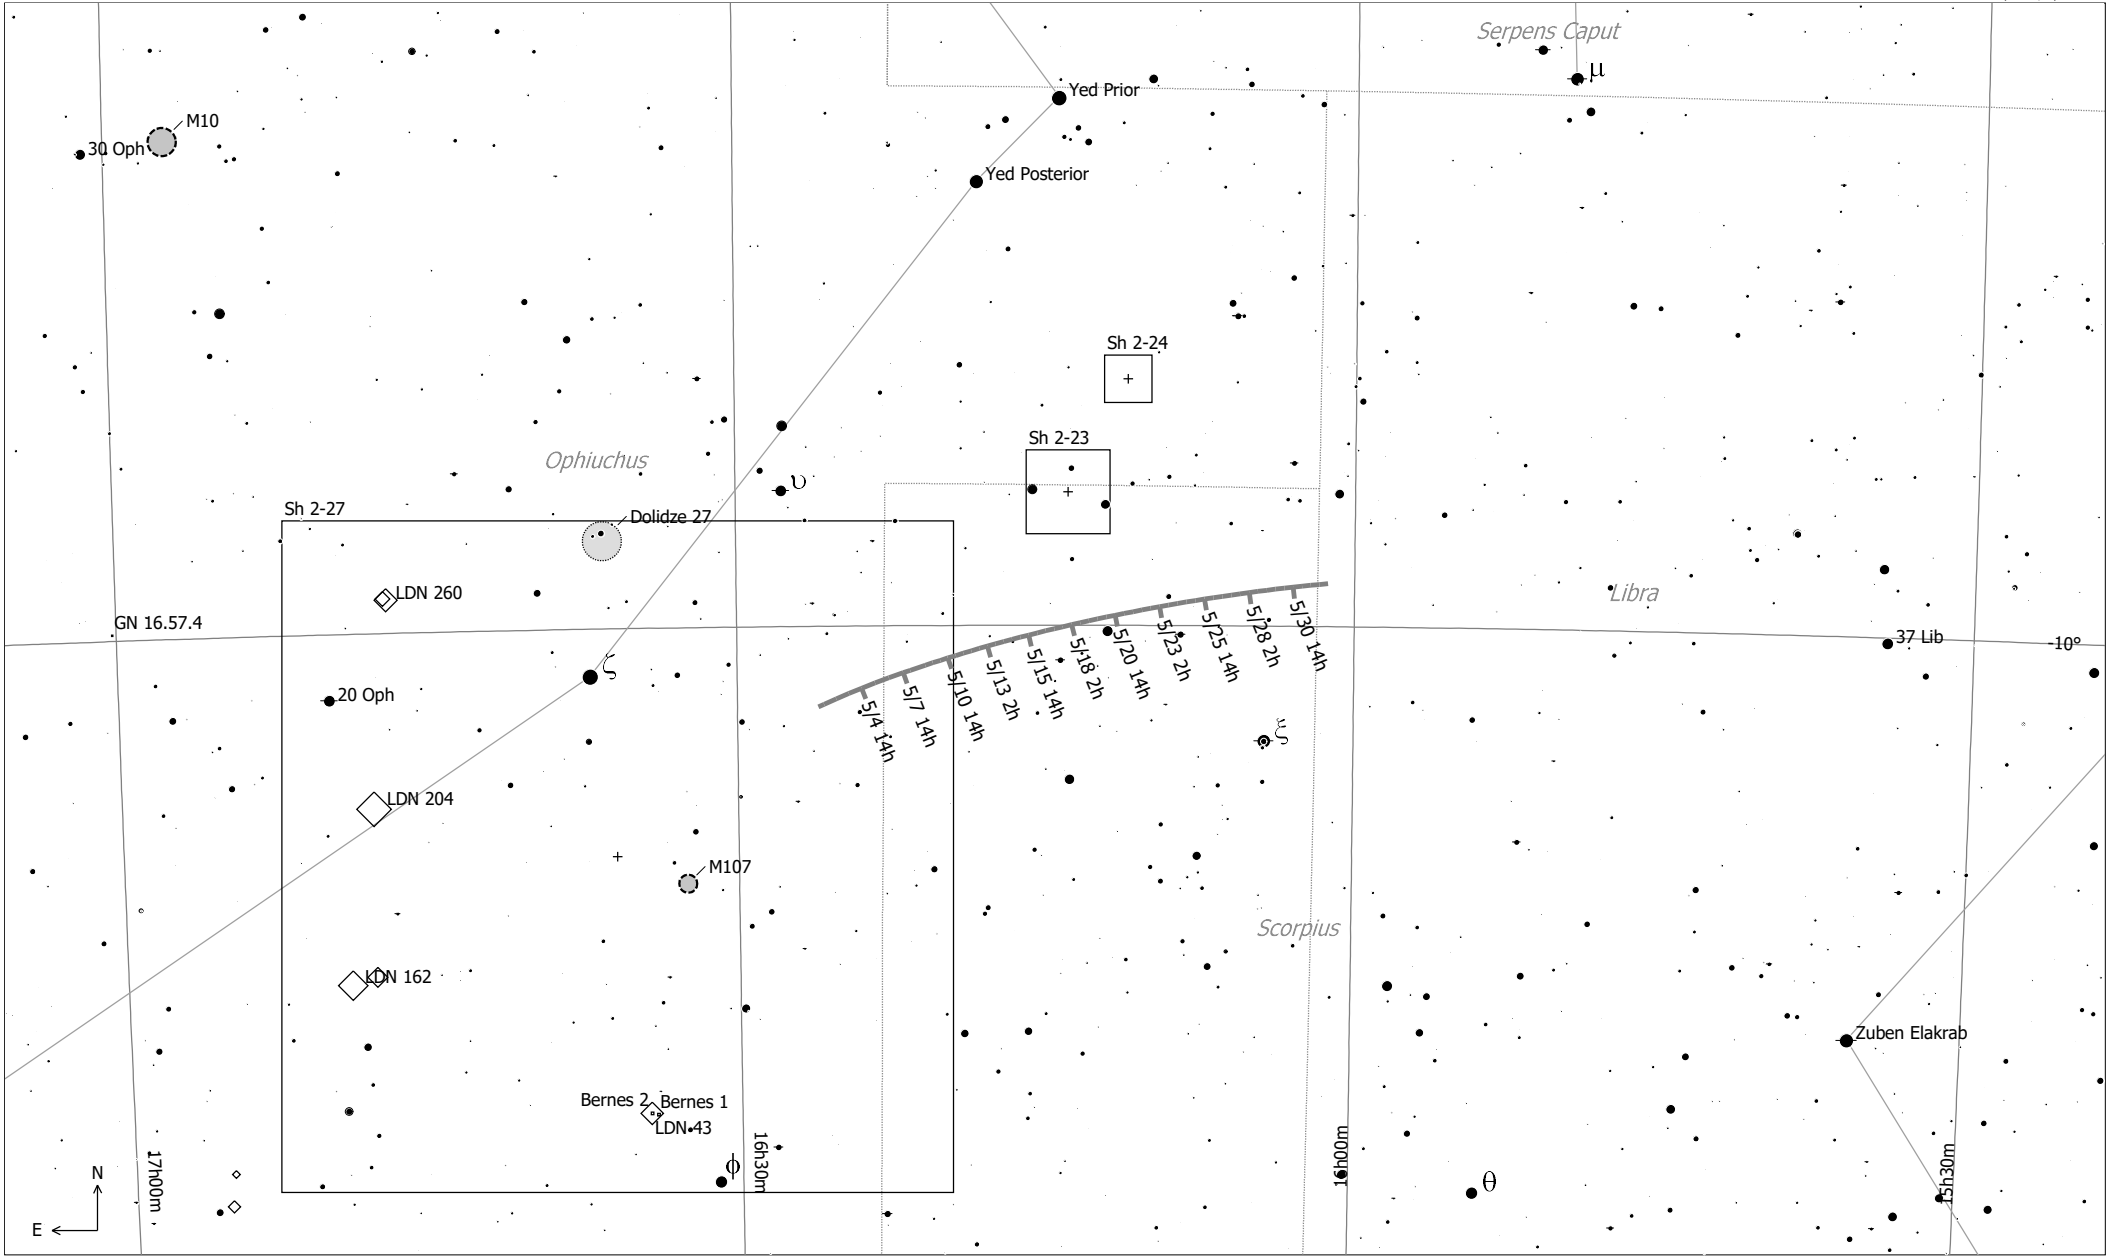 Serpens Caput
μ
Yed Prior
M10
30 Oph
Yed Posterior
Sh 2-24
Sh 2-23
Ophiuchus
υ
Sh 2-27
Dolidze 27
LDN 260
Libra
GN 16.57.4
37 Lib
-10°
ζ
20 Oph
5/4 14h
5/7 14h
5/10 14h
5/13 2h
5/15 14h
5/18 2h
5/20 14h
5/23 2h
5/25 14h
5/28 2h
5/30 14h
ξ
LDN 204
M107
Scorpius
LDN 162
Zuben Elakrab
Bernes 2
Bernes 1
LDN 43
ϕ
θ
17h00m
16h30m
16h00m
15h30m
N
E